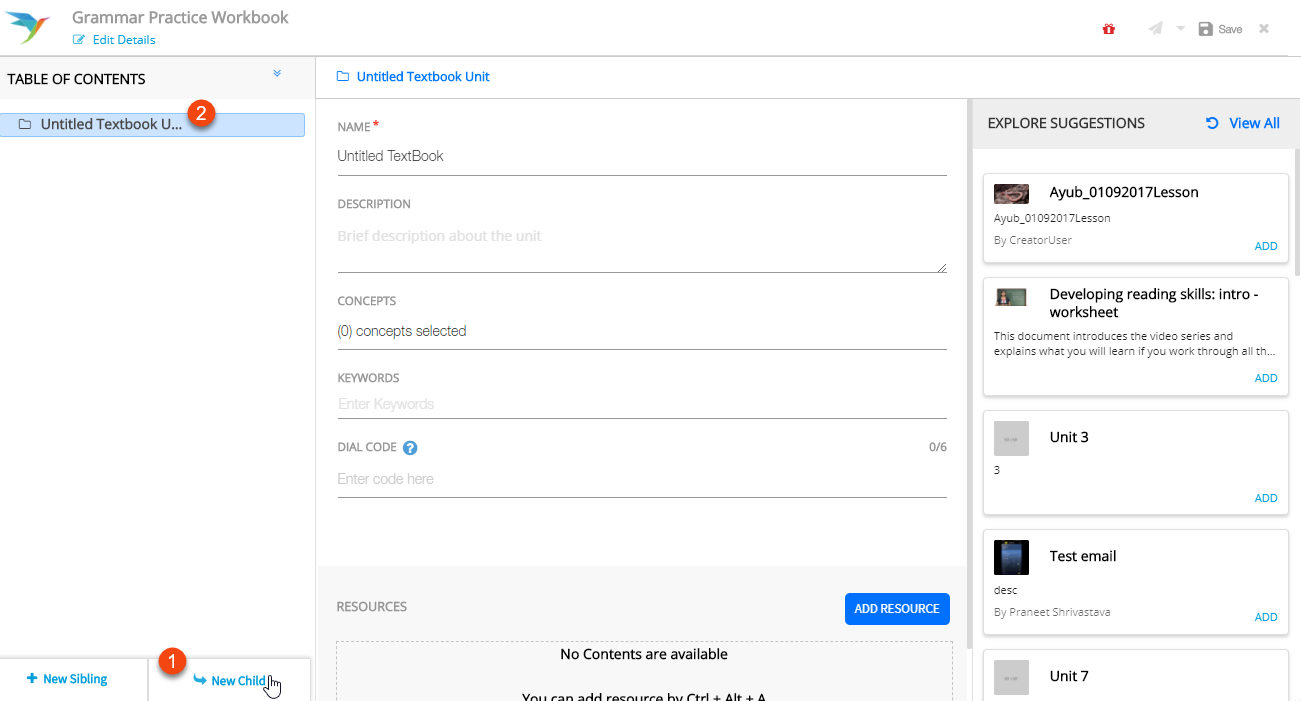 Grammar Practice Workbook
Edit Details
Save
TABLE OF CONTENTS
Untitled Textbook U...
2
1
New Sibling
New Child
Untitled Textbook Unit
NAME*
Untitled TextBook
DESCRIPTION
Brief description about the unit
CONCEPTS
(0) concepts selected
KEYWORDS
Enter Keywords
DIAL CODE ?
0/6
Enter code here
RESOURCES
ADD RESOURCE
No Contents are available
You can add resource by Ctrl + Alt + A
EXPLORE SUGGESTIONS
View All
Ayub_01092017Lesson
Ayub_01092017Lesson
By CreatorUser
ADD
Developing reading skills: intro -
worksheet
This document introduces the video series and
explains what you will learn if you work through all th...
ADD
Unit 3
3
ADD
Test email
desc
By Praneet Shrivastava
ADD
Unit 7